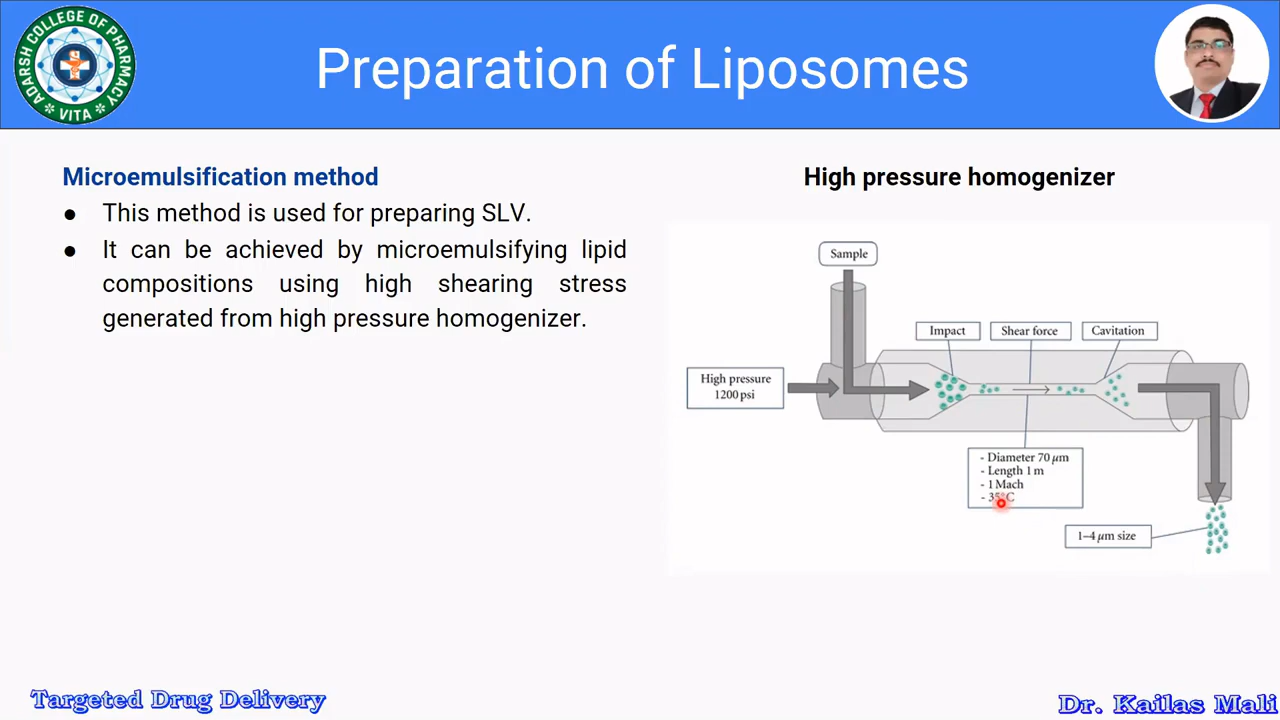 ADARSH COLLEGE OF PHARMACY
VITA
Preparation of Liposomes
Microemulsification method
● This method is used for preparing SLV.
● It can be achieved by microemulsifying lipid
compositions using high shearing stress
generated from high pressure homogenizer.
High pressure homogenizer
Sample
Impact
Shear force
Cavitation
High pressure
1200 psi
- Diameter 70 μm
- Length 1 m
- 1 Mach
- 35°C
1–4 μm size
Targeted Drug Delivery
Dr. Kailas Mali